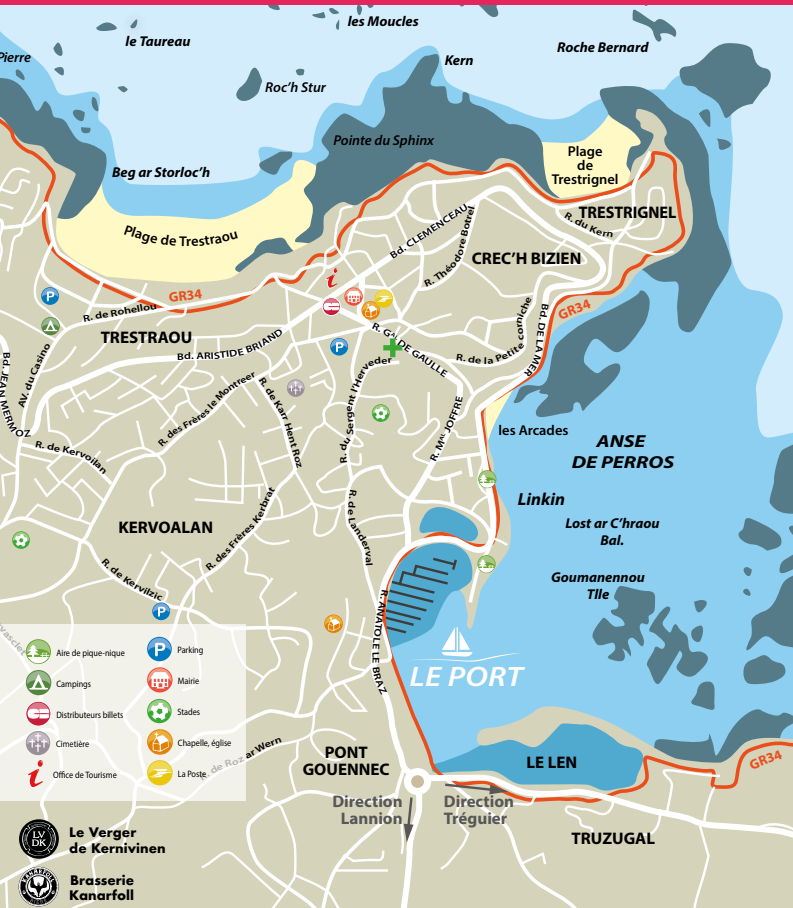 les Moucles
le Taureau
Roche Bernard
Pierre
Kern
Roc'h Stur
Pointe du Sphinx
Plage
de
Trestrignel
Beg ar Storloc'h
TRESTRIGNEL
R. du Kern
Bd. CLEMENCEAU
R. Théodore Botrel
Plage de Trestraou
CREC'H BIZIEN
GR34
GR34
R. de Rohellou
TRESTRAOU
Bd. ARISTIDE BRIAND
R. Gal DE GAULLE
R. de la Petite corniche
Bd. DE LA MER
Bd. JEAN MERMOZ
AV. du Casino
R. des Frères le Montreer
R. de Karr Hent Roz
R. du Sergent l'Herveder
R. Mal JOFFRE
les Arcades
ANSE
DE PERROS
R. de Kervoilan
Linkin
KERVOALAN
R. des Frères Kerbrat
R. de Landerval
Lost ar C'hraou
Bal.
Goumanennou
Tlle
R. de Kervilzic
R. ANATOLE LE BRAZ
LE PORT
Aire de pique-nique
Parking
Campings
Mairie
Distributeurs billets
Stades
Cimetière
Chapelle, église
Office de Tourisme
La Poste
de Roz ar Wern
PONT
GOUENNEC
LE LEN
GR34
Direction
Lannion
Direction
Tréguier
TRUZUGAL
LV
DK
Le Verger
de Kernivinen
KANARFOLL
Brasserie
Kanarfoll